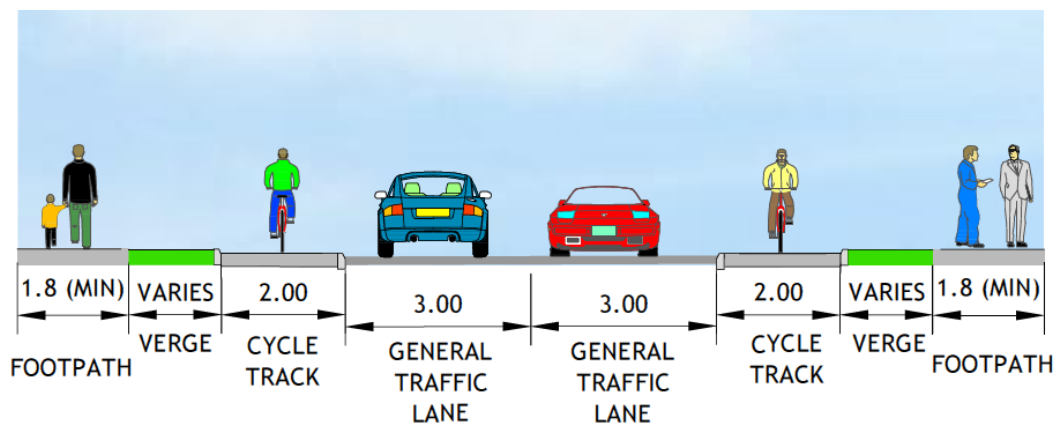 1.8 (MIN) VARIES 2.00 3.00 3.00 2.00 VARIES 1.8 (MIN)
FOOTPATH VERGE CYCLE GENERAL GENERAL CYCLE VERGE FOOTPATH
TRACK TRAFFIC TRAFFIC TRACK
LANE LANE